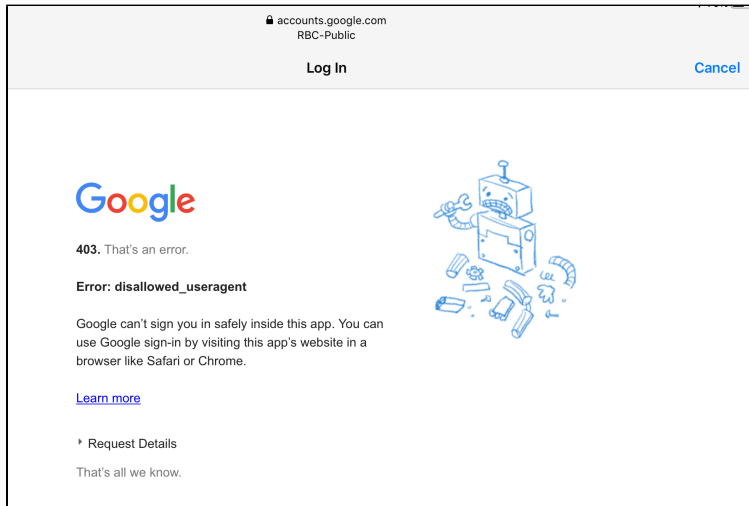 accounts.google.com
RBC-Public
Log In
Cancel
Google
403. That's an error.
Error: disallowed_useragent
Google can't sign you in safely inside this app. You can
use Google sign-in by visiting this app's website in a
browser like Safari or Chrome.
Learn more
Request Details
That's all we know.